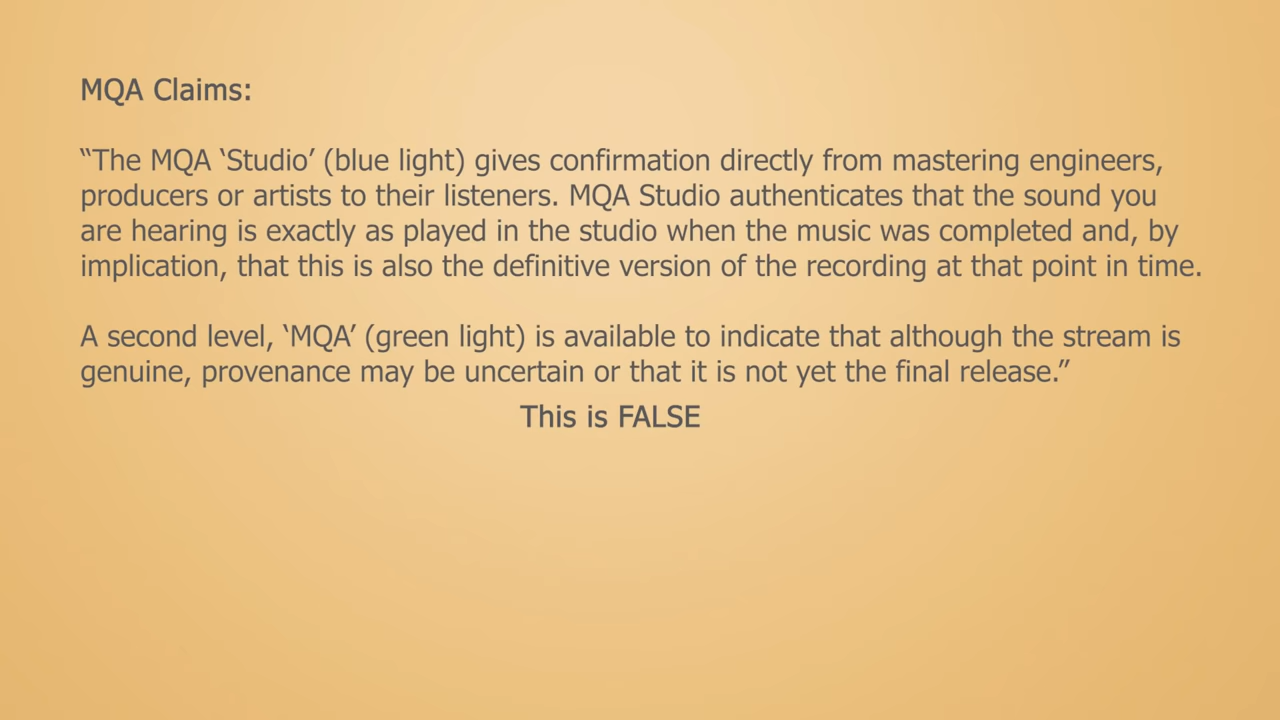 MQA Claims:
“The MQA ‘Studio’ (blue light) gives confirmation directly from mastering engineers,
producers or artists to their listeners. MQA Studio authenticates that the sound you
are hearing is exactly as played in the studio when the music was completed and, by
implication, that this is also the definitive version of the recording at that point in time.
A second level, ‘MQA’ (green light) is available to indicate that although the stream is
genuine, provenance may be uncertain or that it is not yet the final release.”
This is FALSE